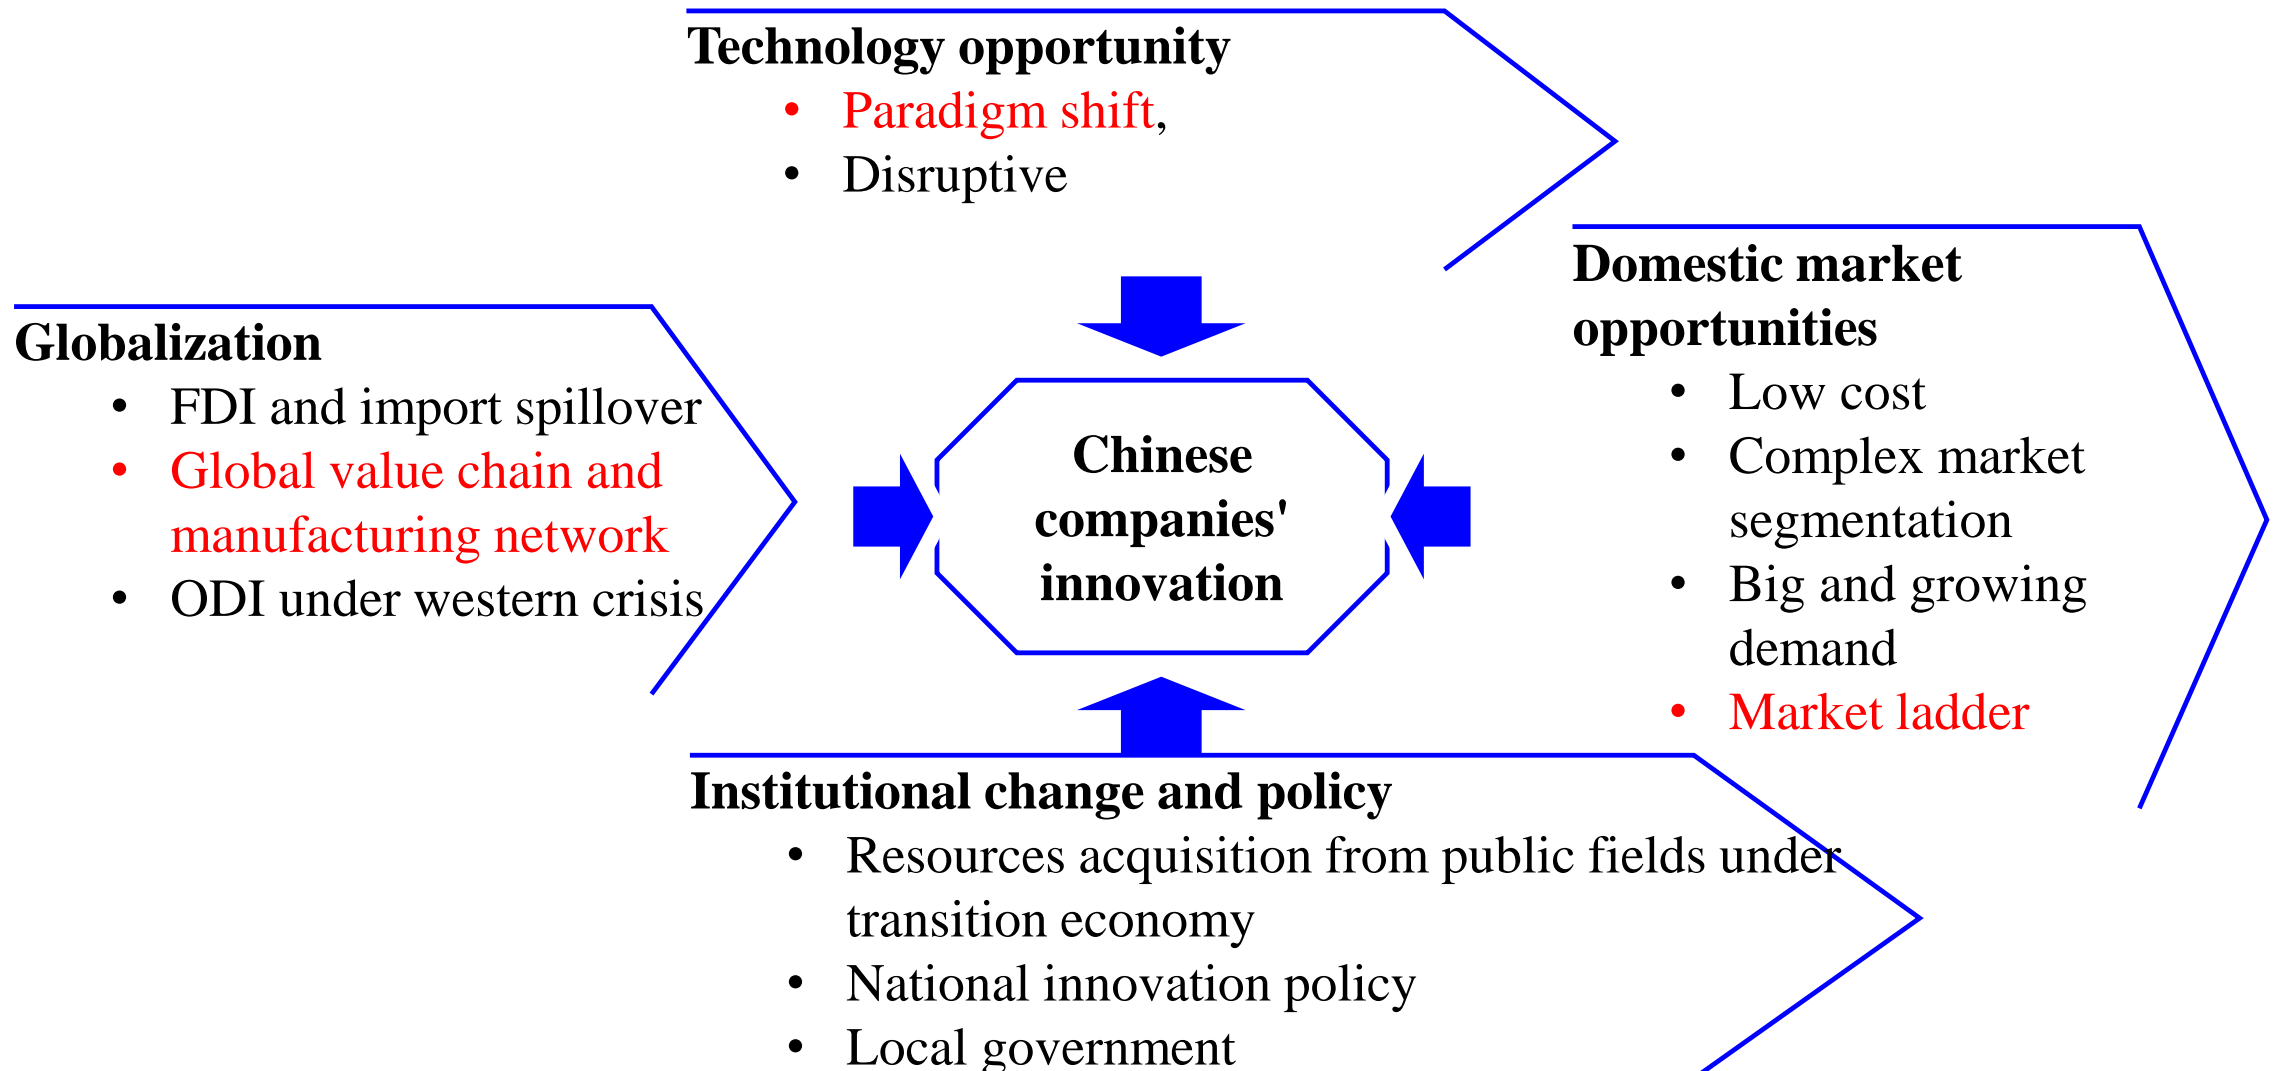 Technology opportunity
• Paradigm shift,
• Disruptive
Globalization
• FDI and import spillover
• Global value chain and
manufacturing network
• ODI under western crisis
Chinese
companies'
innovation
Domestic market
opportunities
• Low cost
• Complex market
segmentation
• Big and growing
demand
• Market ladder
Institutional change and policy
• Resources acquisition from public fields under
transition economy
• National innovation policy
• Local government